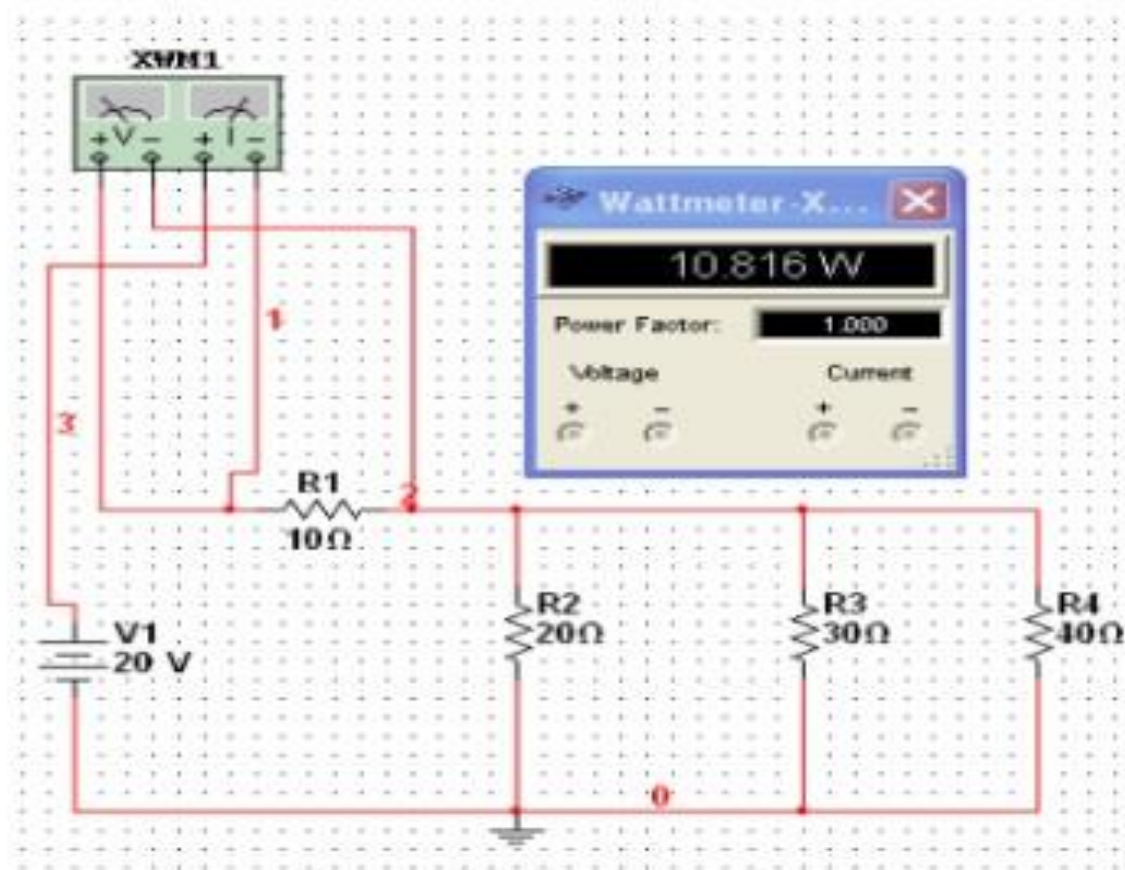 XWM1
+ V - + I -
Wattmeter-X...
10.816 W
Power Factor: 1.000
Voltage Current
+ - + -
1
3
R1
10Ω
2
R2
20Ω
R3
30Ω
R4
40Ω
V1
20 V
0